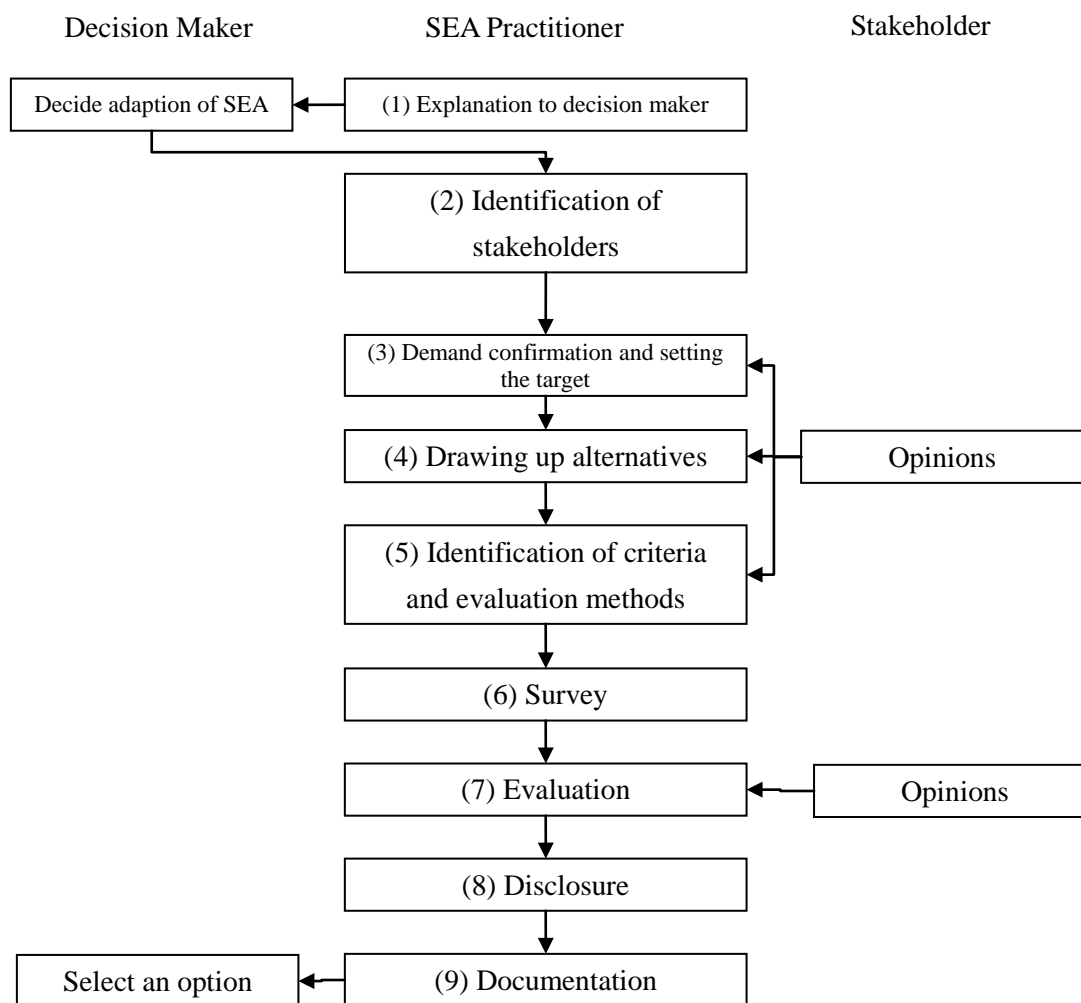 Decision Maker
SEA Practitioner
Stakeholder
Decide adaption of SEA
(1) Explanation to decision maker
(2) Identification of
stakeholders
(3) Demand confirmation and setting
the target
(4) Drawing up alternatives
Opinions
(5) Identification of criteria
and evaluation methods
(6) Survey
(7) Evaluation
Opinions
(8) Disclosure
Select an option
(9) Documentation